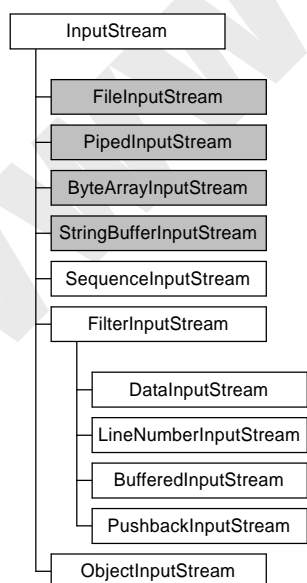 InputStream
FileInputStream
PipedInputStream
ByteArrayInputStream
StringBufferInputStream
SequenceInputStream
FilterInputStream
DataInputStream
LineNumberInputStream
BufferedInputStream
PushbackInputStream
ObjectInputStream